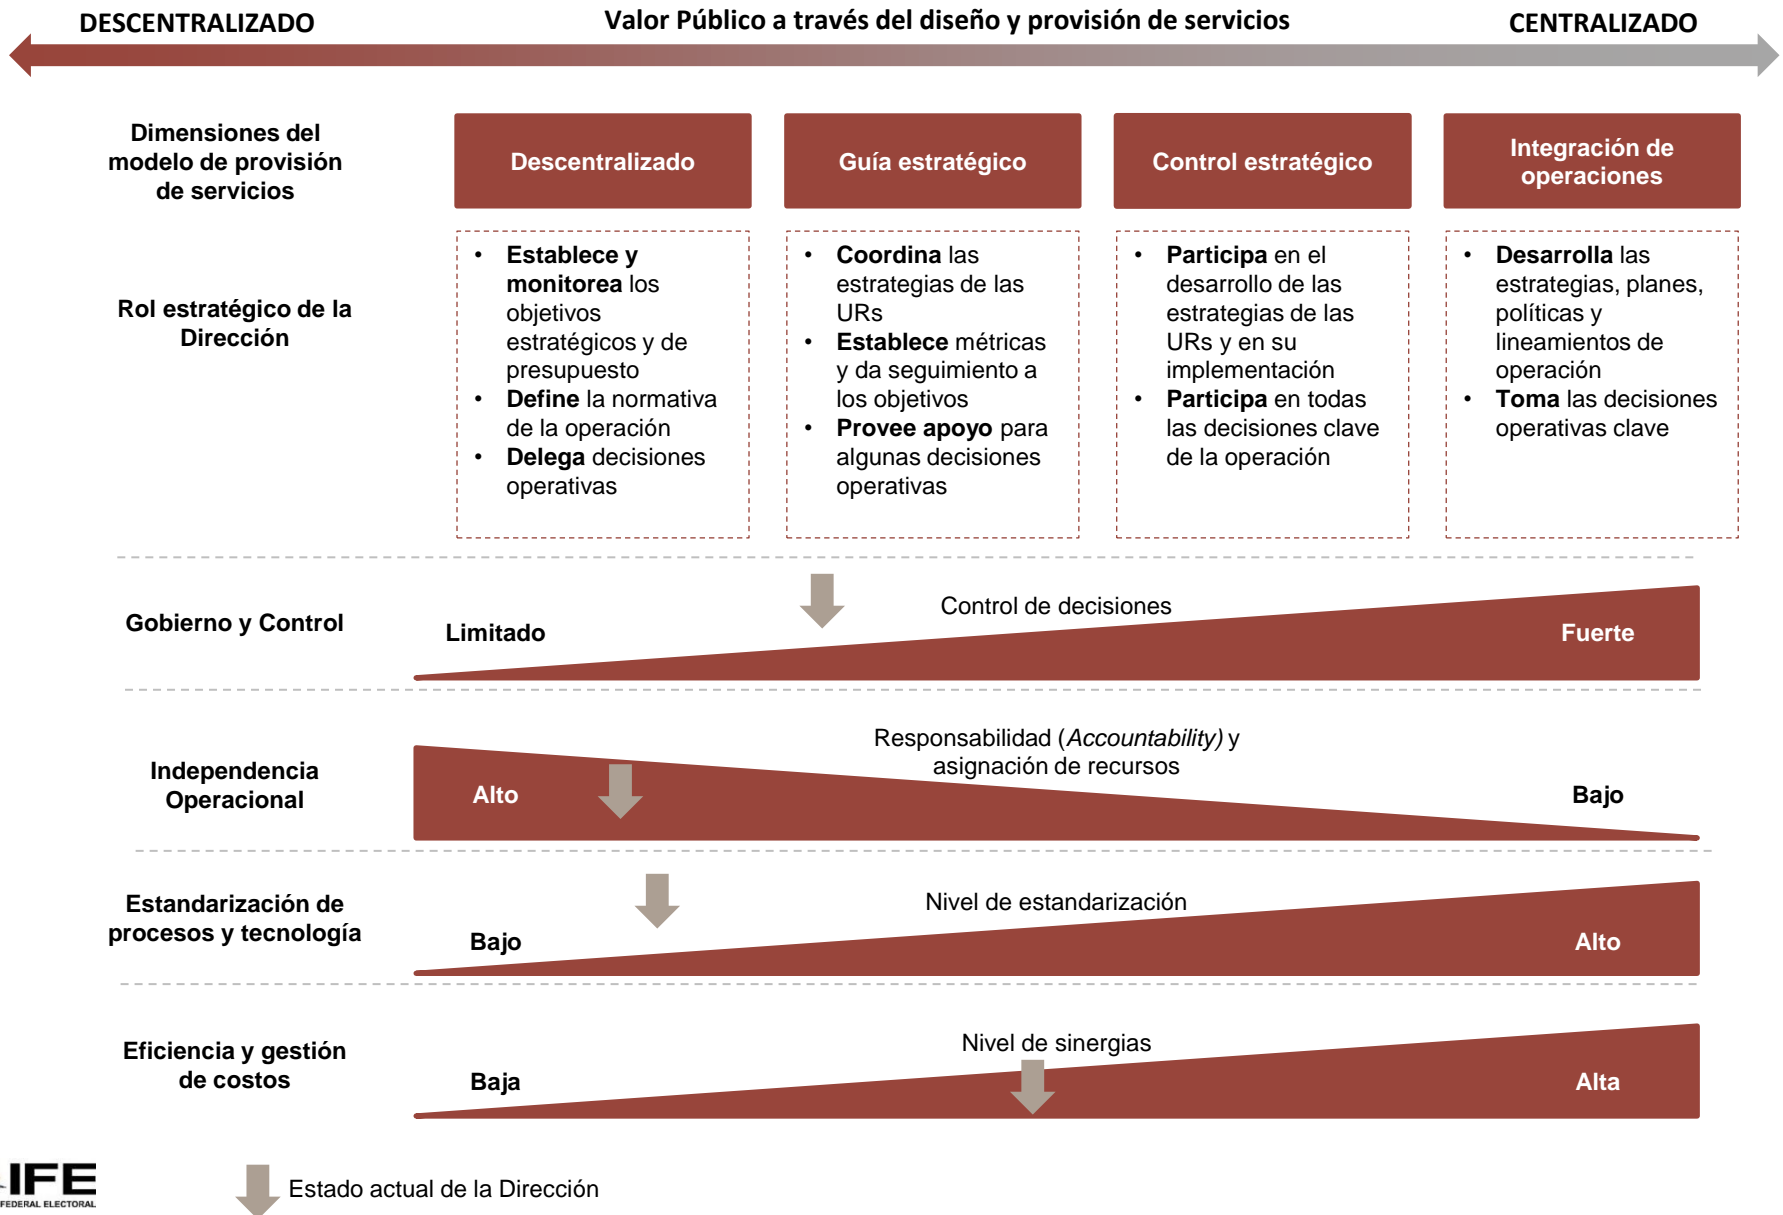 DESCENTRALIZADO
Valor Público a través del diseño y provisión de servicios
CENTRALIZADO
Dimensiones del
modelo de provisión
de servicios
Descentralizado
Guía estratégico
Control estratégico
Integración de
operaciones
Rol estratégico de la
Dirección
• Establece y
monitorea los
objetivos
estratégicos y de
presupuesto
• Define la normativa
de la operación
• Delega decisiones
operativas
• Coordina las
estrategias de las
URs
• Establece métricas
y da seguimiento a
los objetivos
• Provee apoyo para
algunas decisiones
operativas
• Participa en el
desarrollo de las
estrategias de las
URs y en su
implementación
• Participa en todas
las decisiones clave
de la operación
• Desarrolla las
estrategias, planes,
políticas y
lineamientos de
operación
• Toma las decisiones
operativas clave
Gobierno y Control
Limitado
Control de decisiones
Fuerte
Independencia
Operacional
Alto
Responsabilidad (Accountability) y
asignación de recursos
Bajo
Estandarización de
procesos y tecnología
Bajo
Nivel de estandarización
Alto
Eficiencia y gestión
de costos
Baja
Nivel de sinergias
Alta
IFE
FEDERAL ELECTORAL
Estado actual de la Dirección